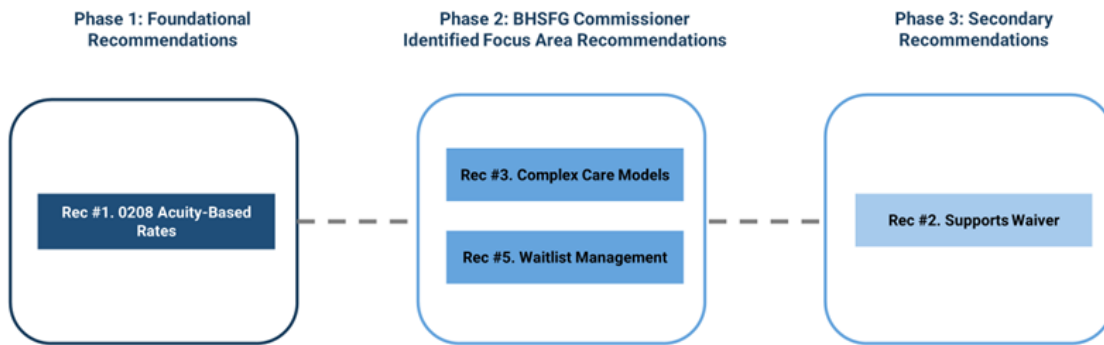 Phase 1: Foundational
Recommendations
Phase 2: BHSFG Commissioner
Identified Focus Area Recommendations
Phase 3: Secondary
Recommendations
Rec #1. 0208 Acuity-Based
Rates
Rec #3. Complex Care Models
Rec #5. Waitlist Management
Rec #2. Supports Waiver